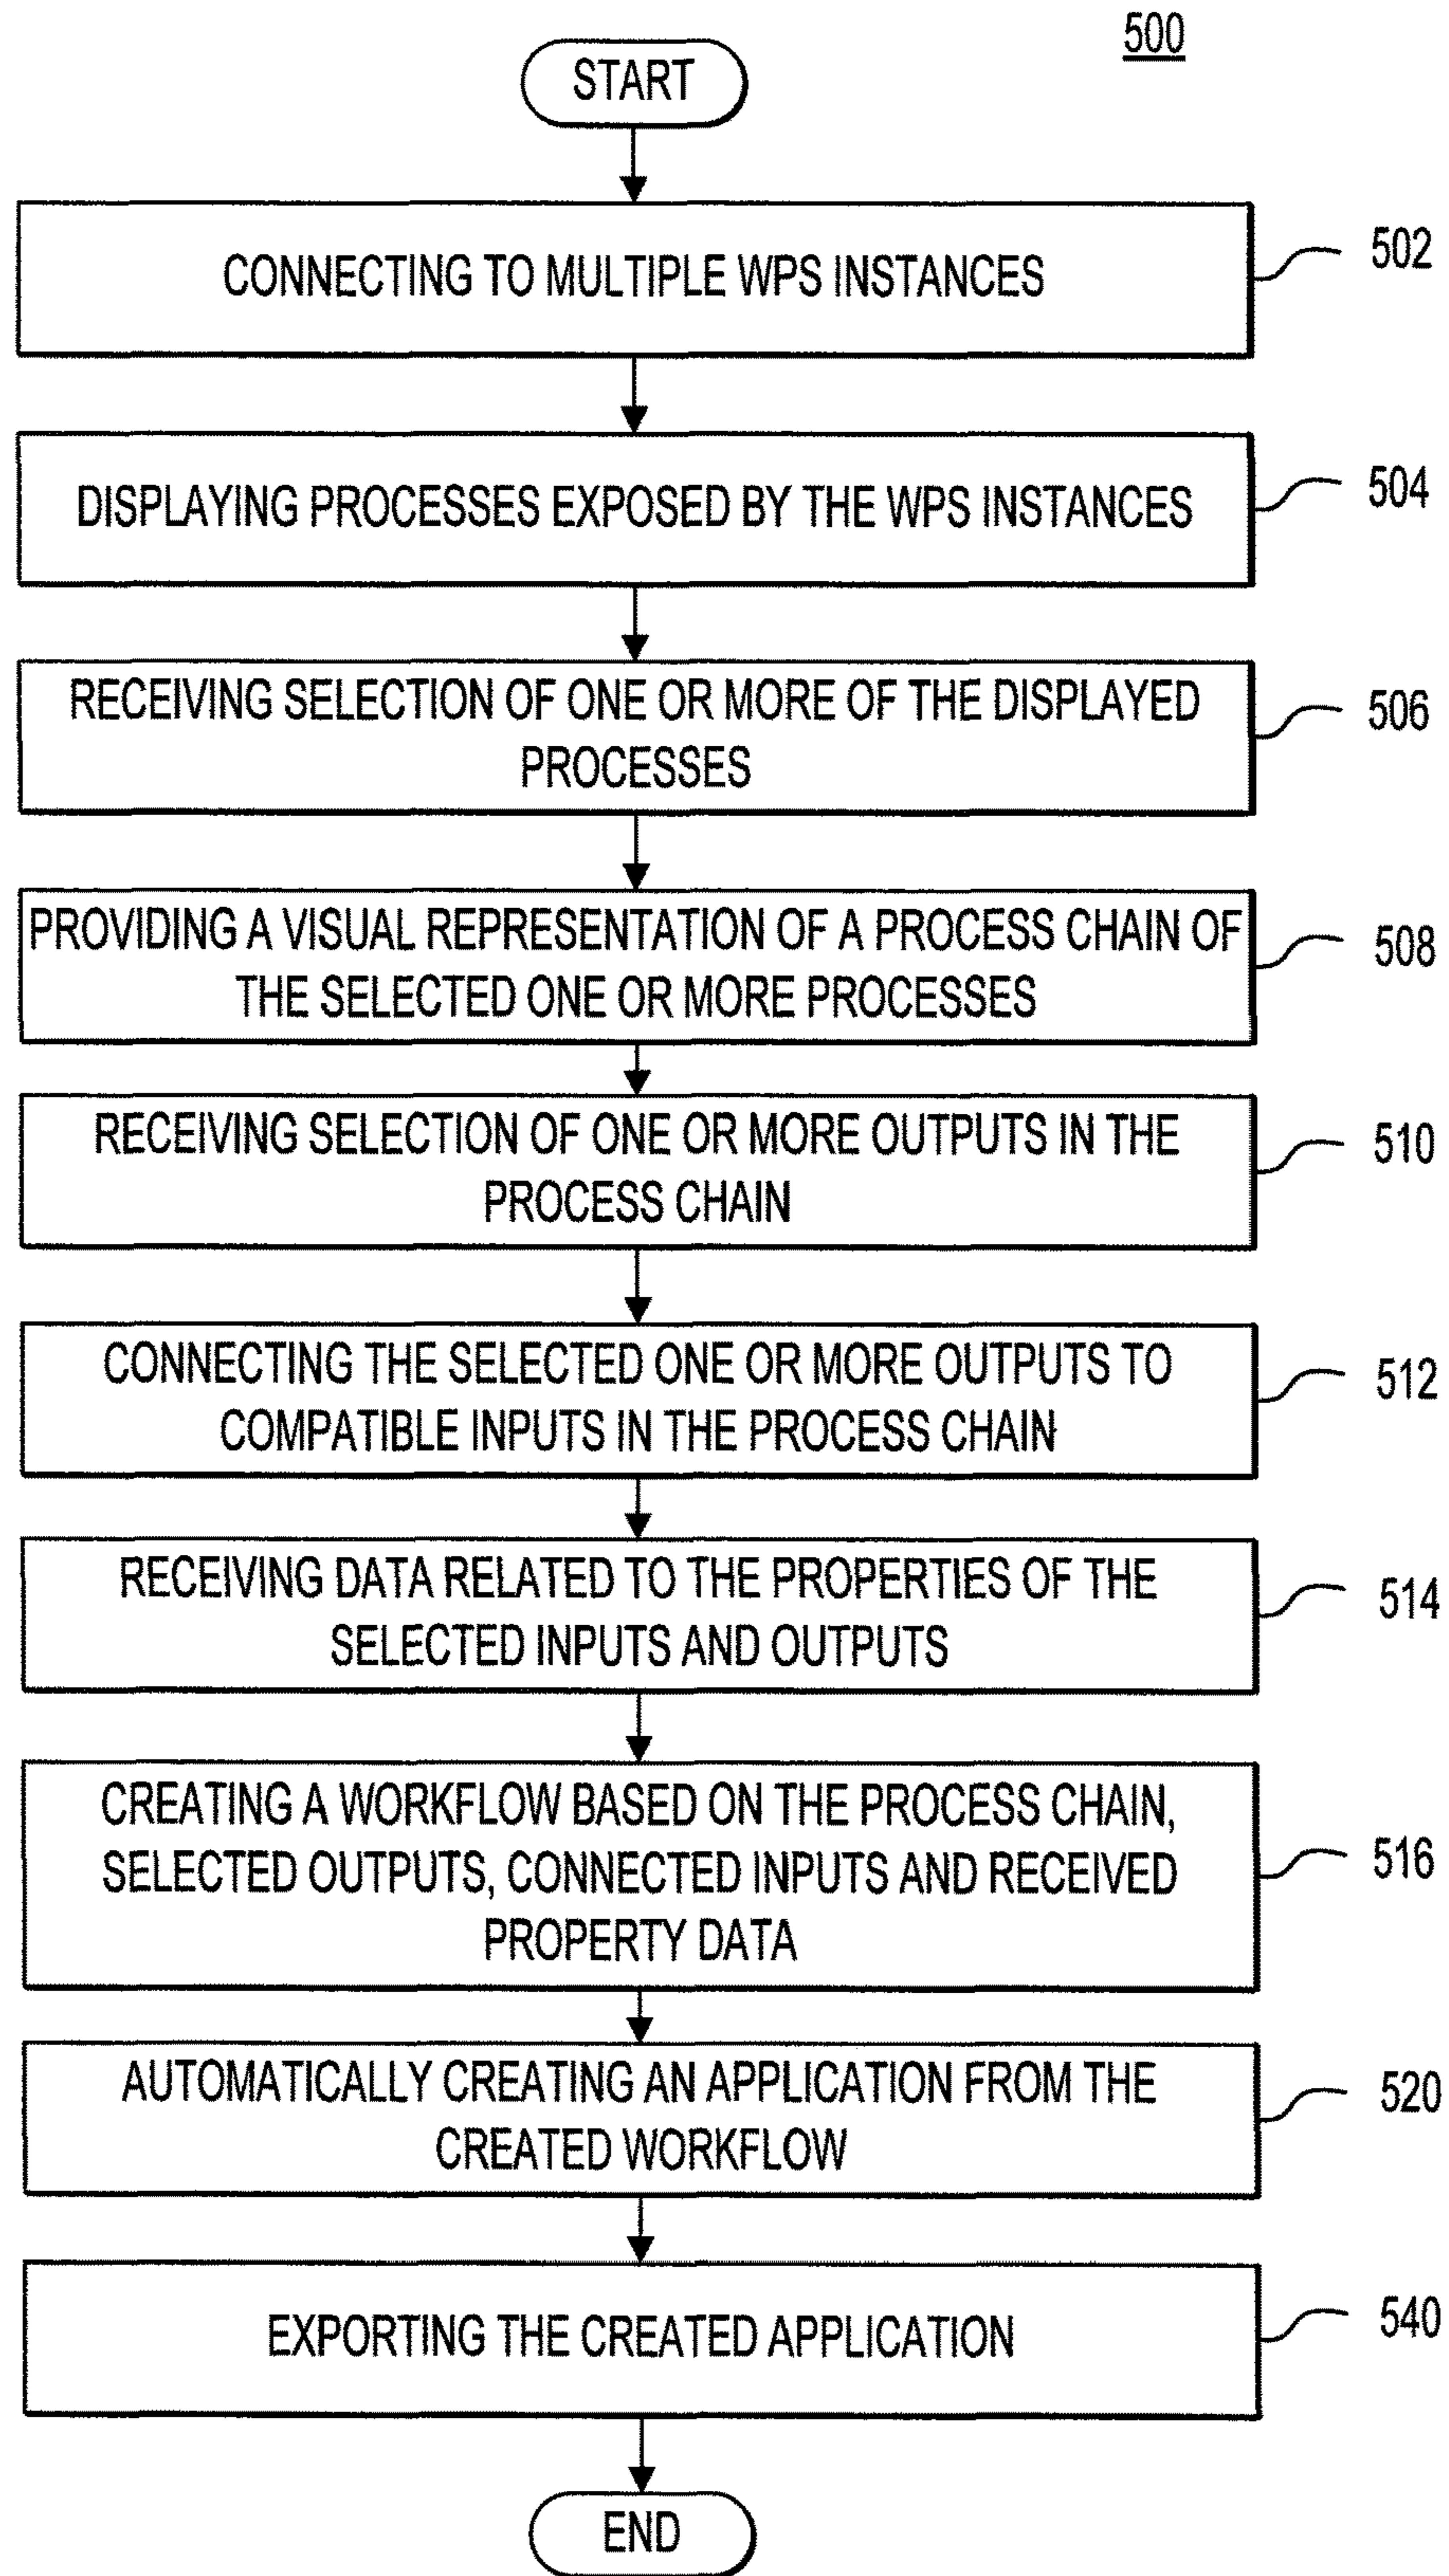 500
START
CONNECTING TO MULTIPLE WPS INSTANCES
502
DISPLAYING PROCESSES EXPOSED BY THE WPS INSTANCES
504
RECEIVING SELECTION OF ONE OR MORE OF THE DISPLAYED
PROCESSES
506
PROVIDING A VISUAL REPRESENTATION OF A PROCESS CHAIN OF
THE SELECTED ONE OR MORE PROCESSES
508
RECEIVING SELECTION OF ONE OR MORE OUTPUTS IN THE
PROCESS CHAIN
510
CONNECTING THE SELECTED ONE OR MORE OUTPUTS TO
COMPATIBLE INPUTS IN THE PROCESS CHAIN
512
RECEIVING DATA RELATED TO THE PROPERTIES OF THE
SELECTED INPUTS AND OUTPUTS
514
CREATING A WORKFLOW BASED ON THE PROCESS CHAIN,
SELECTED OUTPUTS, CONNECTED INPUTS AND RECEIVED
PROPERTY DATA
516
AUTOMATICALLY CREATING AN APPLICATION FROM THE
CREATED WORKFLOW
520
EXPORTING THE CREATED APPLICATION
540
END